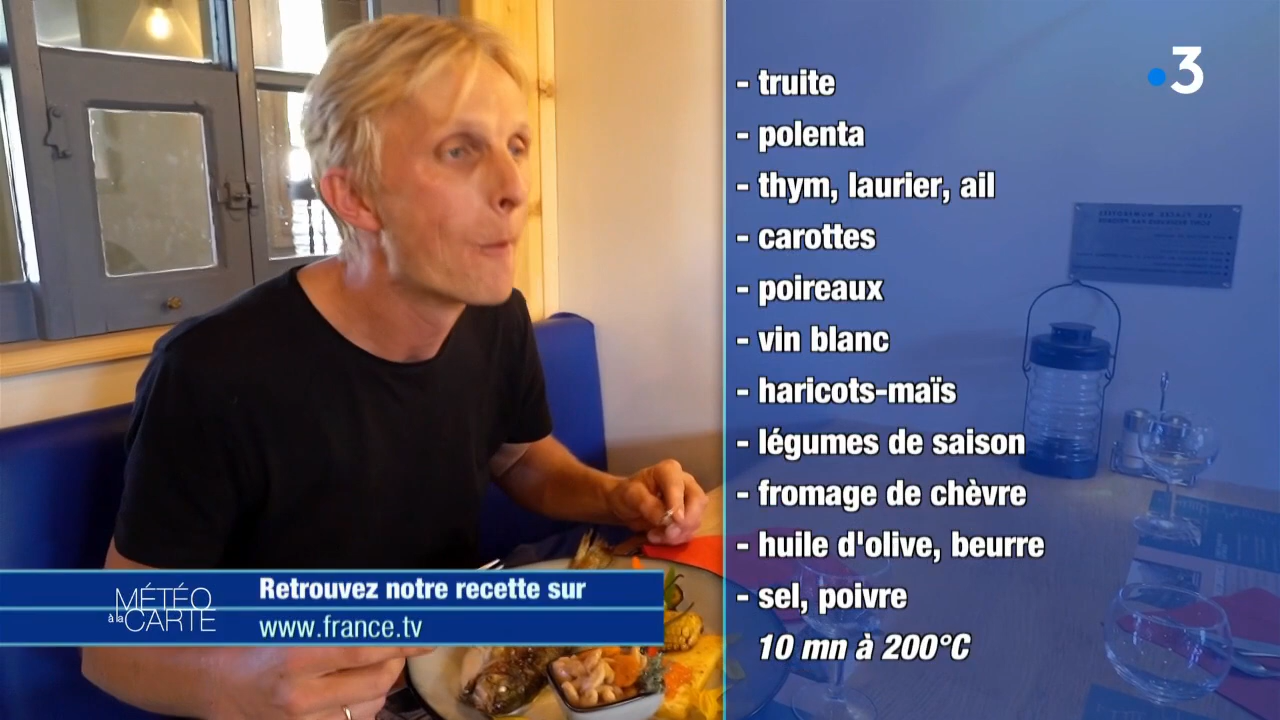 3
- truite
- polenta
- thym, laurier, ail
- carottes
- poireaux
- vin blanc
- haricots-maïs
- légumes de saison
- fromage de chèvre
- huile d'olive, beurre
- sel, poivre
10 mn à 200°C
MÉTÉO
à la CARTE
Retrouvez notre recette sur
www.france.tv